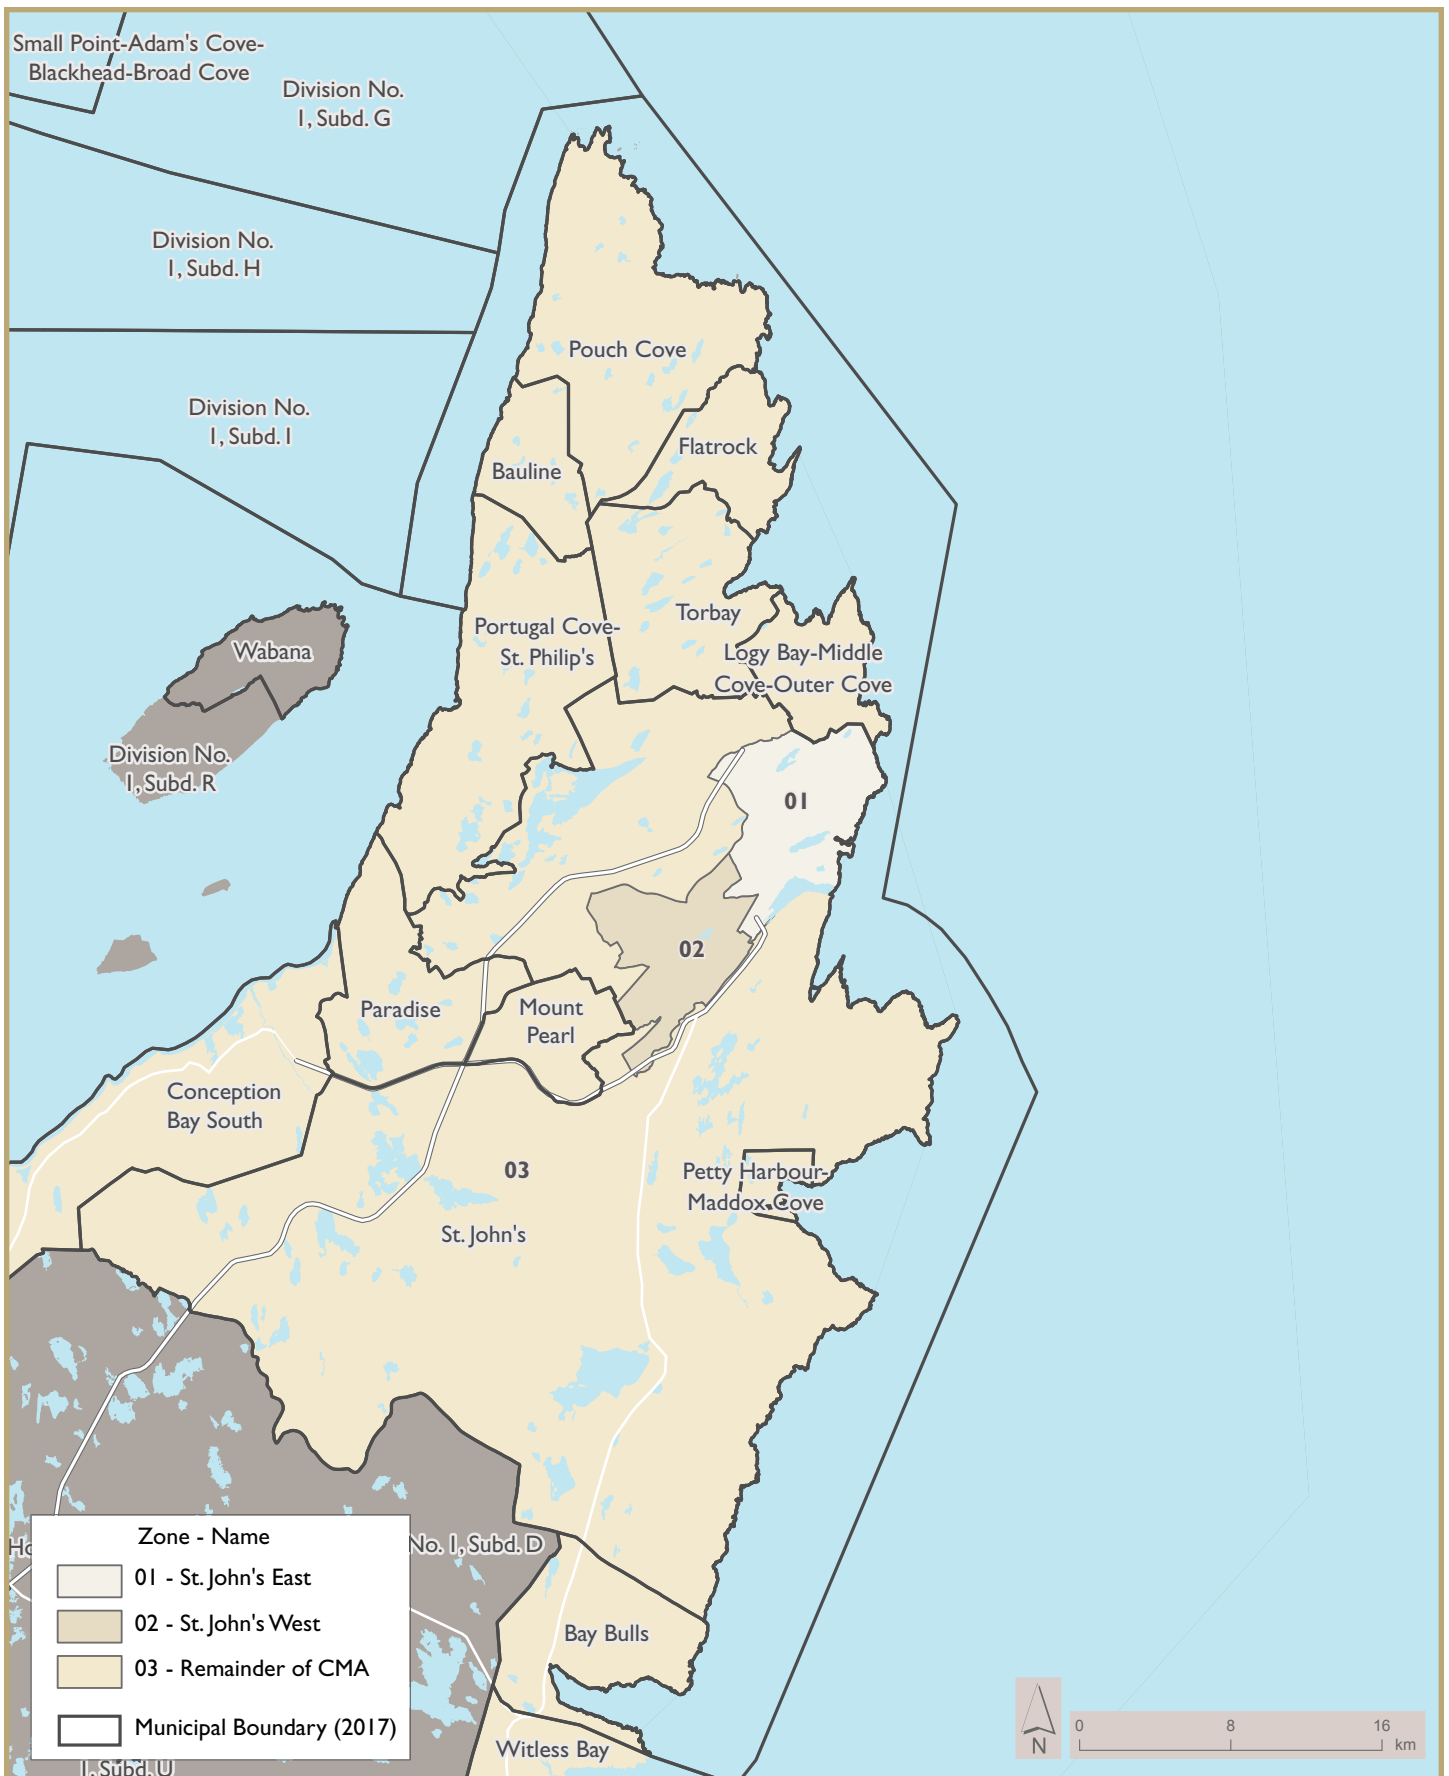 Small Point-Adam's Cove-
Blackhead-Broad Cove
Division No.
1, Subd. G
Division No.
1, Subd. H
Division No.
1, Subd. I
Pouch Cove
Flatrock
Bauline
Torbay
Portugal Cove-
St. Philip's
Wabana
Logy Bay-Middle
Cove-Outer Cove
Division No.
1, Subd. R
01
02
Paradise
Mount
Pearl
Conception
Bay South
03
Petty Harbour-
Maddox Cove
St. John's
No. 1, Subd. D
Ho
Zone - Name
01 - St. John's East
02 - St. John's West
03 - Remainder of CMA
Municipal Boundary (2017)
1, Subd. U
Bay Bulls
Witless Bay
N
0 8 16
km